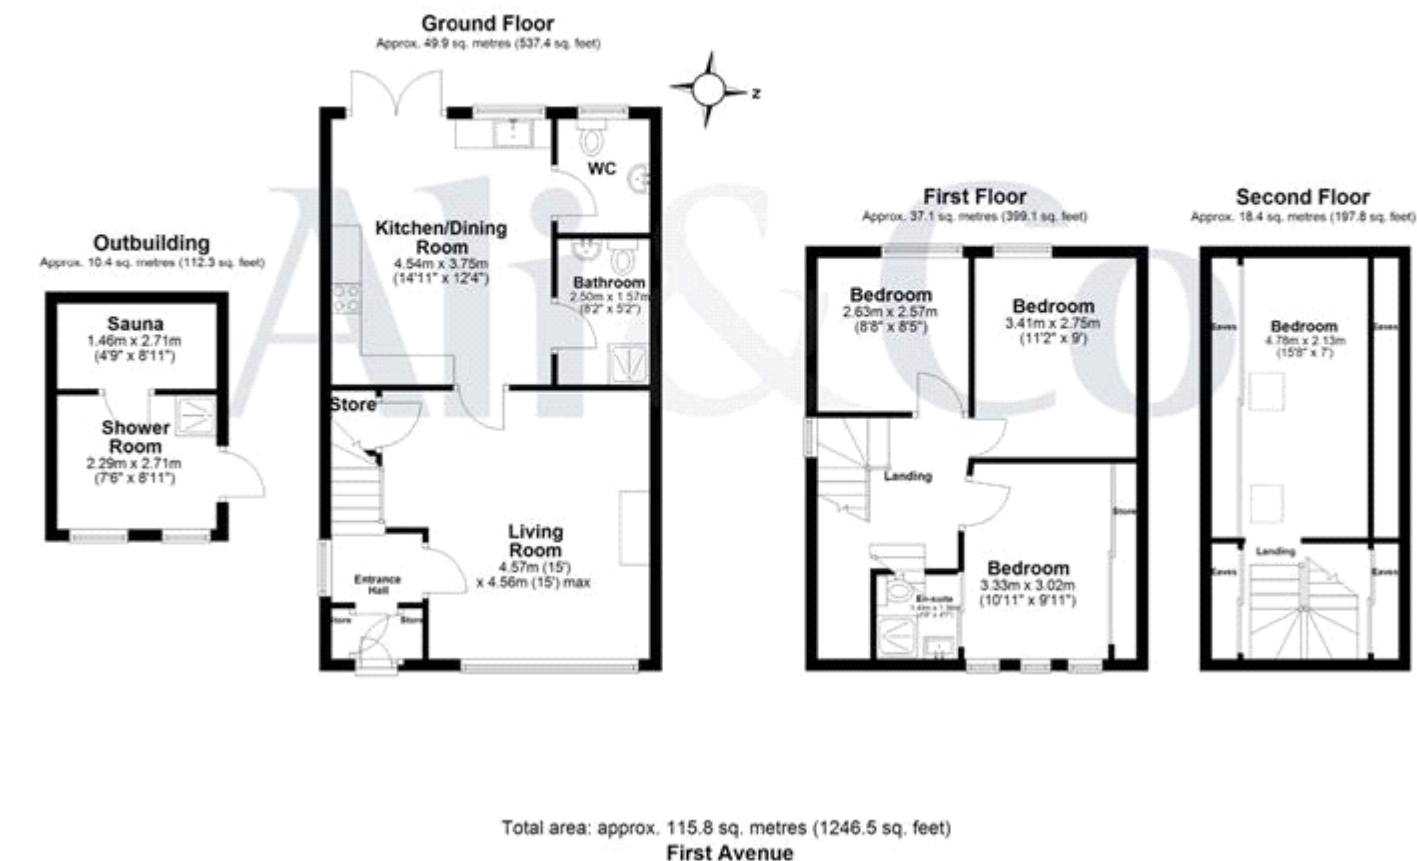 Ground Floor
Approx. 49.9 sq. metres (537.4 sq. feet)
Z
WC
Kitchen/Dining
Room
4.54m x 3.75m
(14'11" x 12'4")
Bathroom
2.50m x 1.57m
(8'2" x 5'2")
Store
Living
Room
4.57m (15')
x 4.56m (15') max
Entrance
Hall
Store
Store
Outbuilding
Approx. 10.4 sq. metres (112.3 sq. feet)
Sauna
1.46m x 2.71m
(4'9" x 8'11")
Shower
Room
2.29m x 2.71m
(7'6" x 8'11")
First Floor
Approx. 37.1 sq. metres (399.1 sq. feet)
Bedroom
2.63m x 2.57m
(8'8" x 8'5")
Bedroom
3.41m x 2.75m
(11'2" x 9')
Landing
Store
Bedroom
3.33m x 3.02m
(10'11" x 9'11")
En-suite
Second Floor
Approx. 18.4 sq. metres (197.8 sq. feet)
Eaves
Bedroom
4.78m x 2.13m
(15'8" x 7')
Eaves
Landing
Eaves
Eaves
Ali&Co
Total area: approx. 115.8 sq. metres (1246.5 sq. feet)
First Avenue